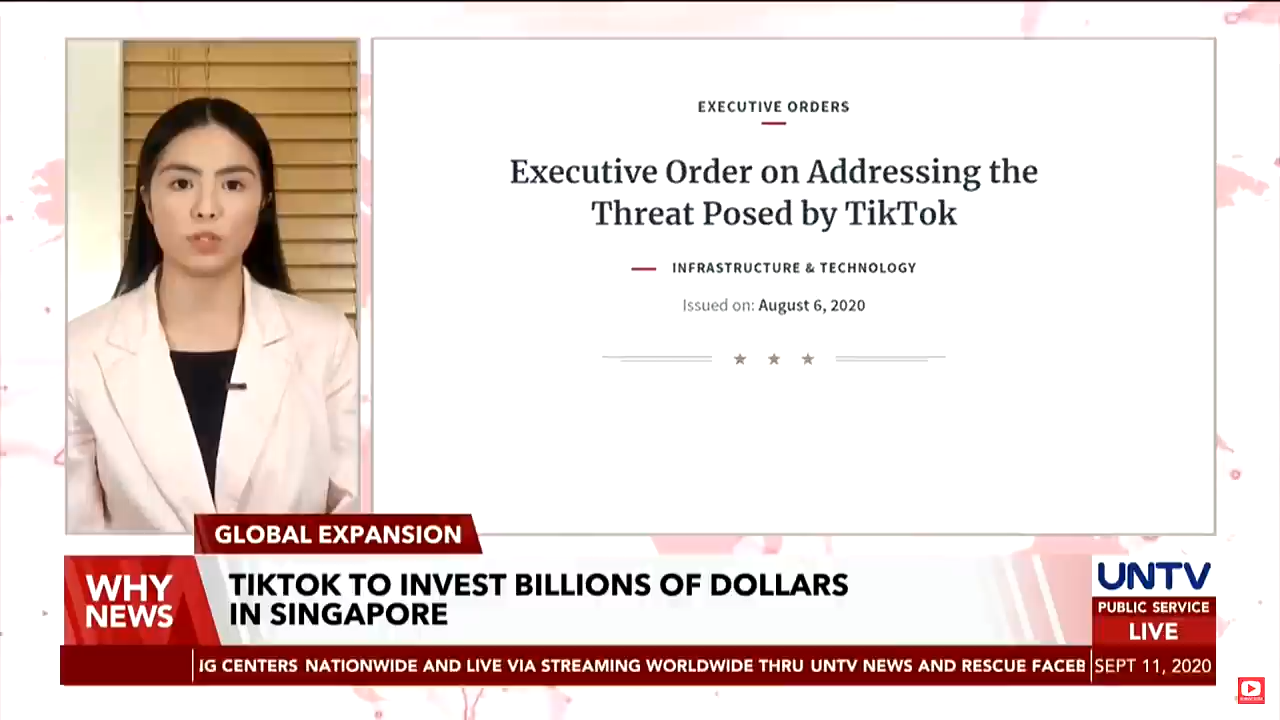 EXECUTIVE ORDERS
Executive Order on Addressing the
Threat Posed by TikTok
INFRASTRUCTURE & TECHNOLOGY
Issued on: August 6, 2020
GLOBAL EXPANSION
WHY
NEWS
TIKTOK TO INVEST BILLIONS OF DOLLARS
IN SINGAPORE
UNTV
PUBLIC SERVICE
LIVE
CENTERS NATIONWIDE AND LIVE VIA STREAMING WORLDWIDE THRU UNTV NEWS AND RESCUE
SEPT 11, 2020